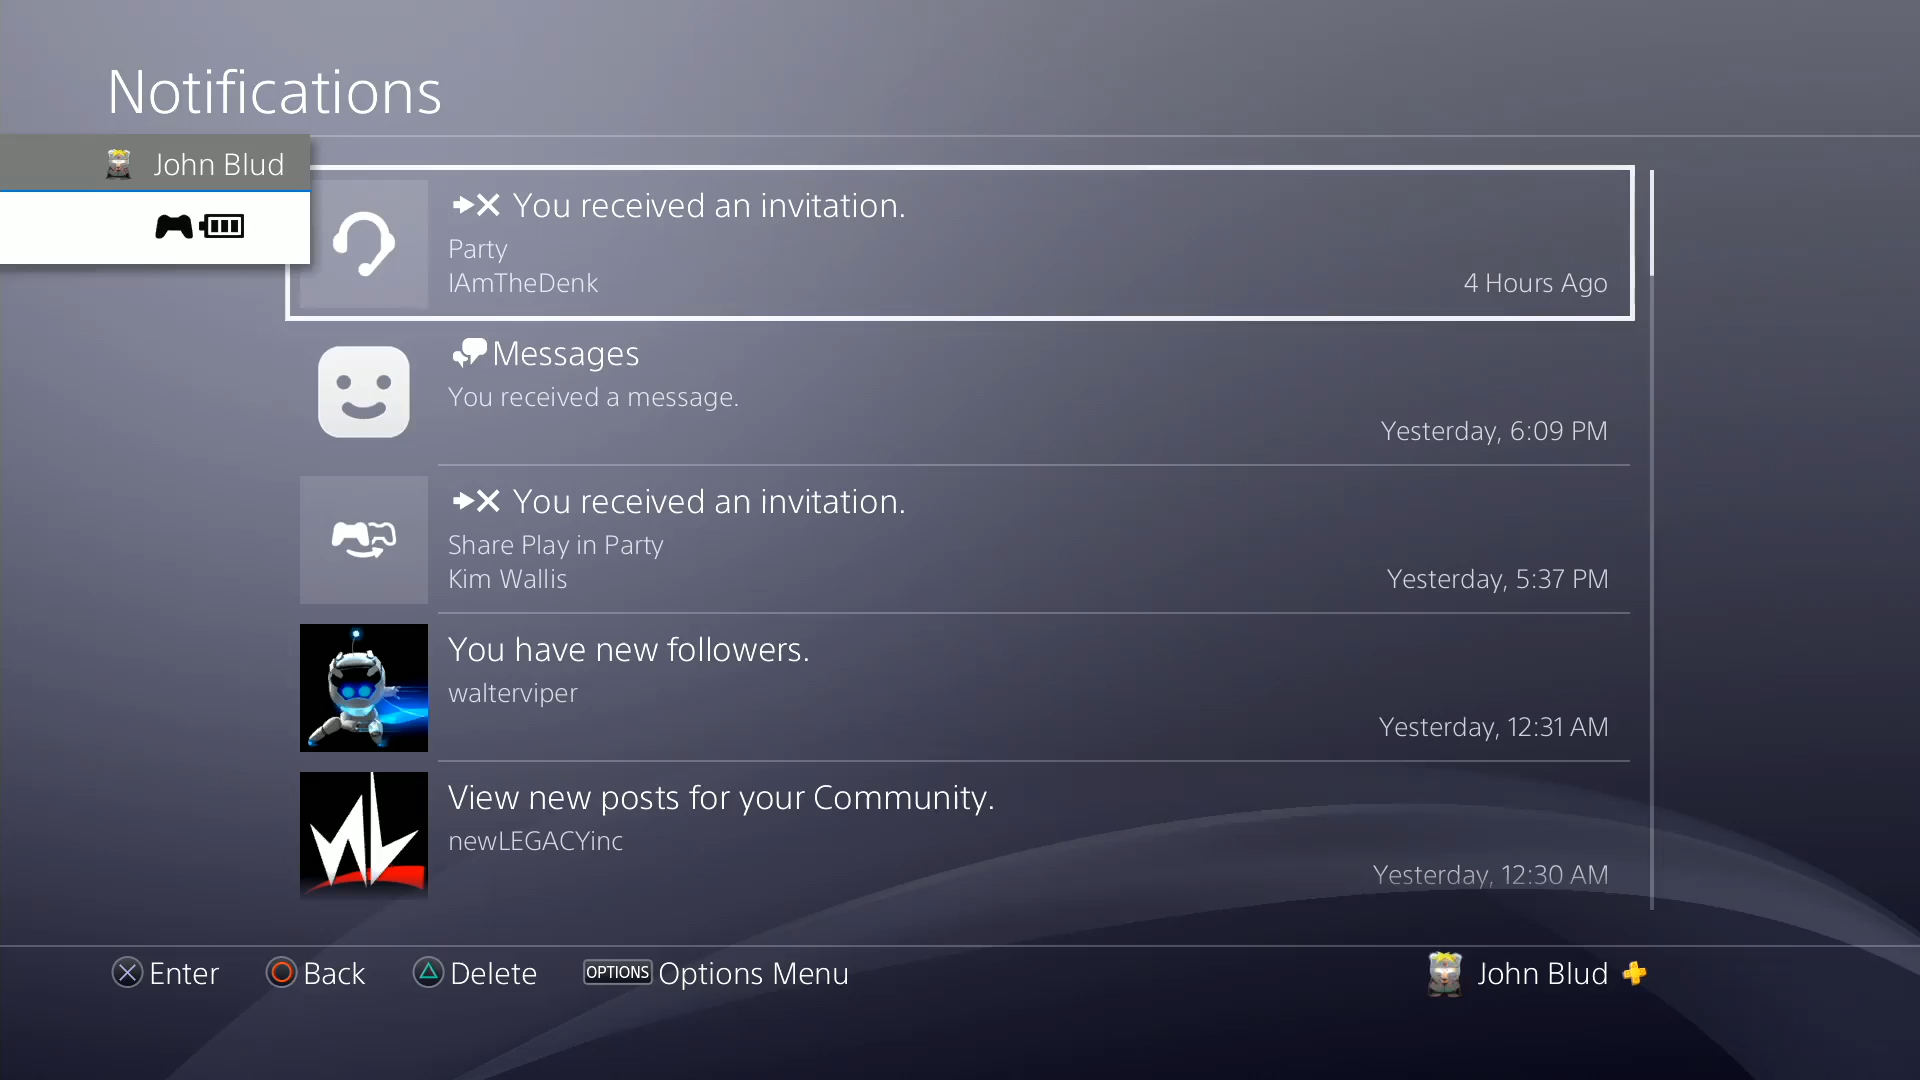 Notifications
John Blud
You received an invitation.
Party
IAmTheDenk
4 Hours Ago
Messages
You received a message.
Yesterday, 6:09 PM
You received an invitation.
Share Play in Party
Kim Wallis
Yesterday, 5:37 PM
You have new followers.
walterviper
Yesterday, 12:31 AM
View new posts for your Community.
newLEGACYinc
Yesterday, 12:30 AM
Enter Back Delete OPTIONS Options Menu John Blud